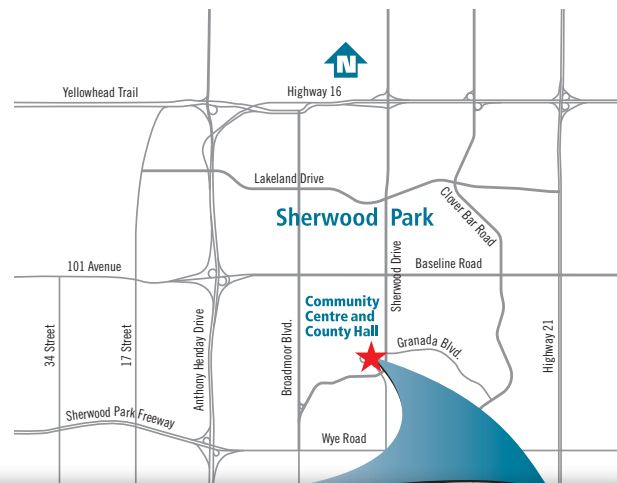 N
Yellowhead Trail
Highway 16
Lakeland Drive
Sherwood Park
Clover Bar Road
101 Avenue
Baseline Road
Sherwood Drive
Community
Centre and
County Hall
34 Street
17 Street
Anthony Henday Drive
Broadmoor Blvd.
Granada Blvd.
Highway 21
Sherwood Park Freeway
Wye Road